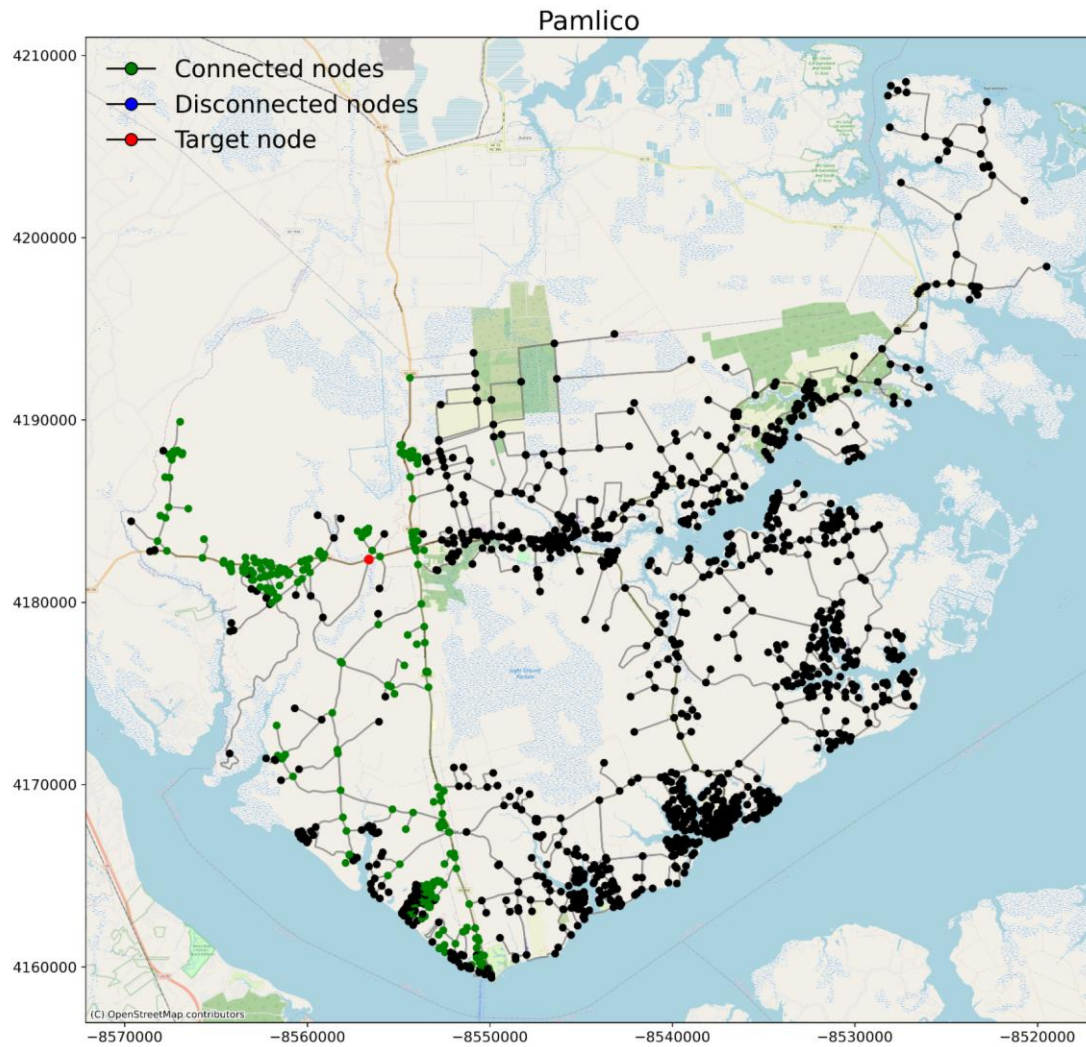 Pamlico
4210000
Connected nodes
Disconnected nodes
Target node
4200000
4190000
4180000
4170000
4160000
(C) OpenStreetMap contributors
−8570000 −8560000 −8550000 −8540000 −8530000 −8520000